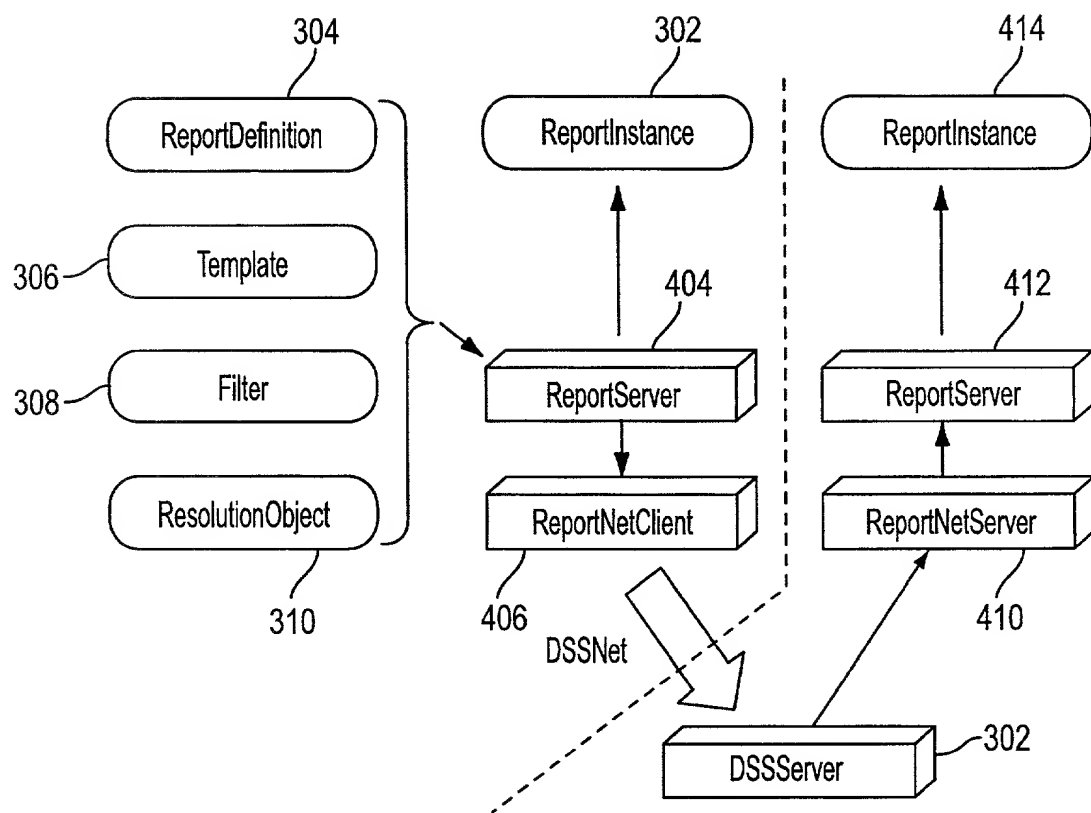 304
302
414
ReportDefinition
ReportInstance
ReportInstance
306
Template
404
412
308
Filter
ReportServer
ReportServer
ResolutionObject
ReportNetClient
ReportNetServer
310
406
410
DSSNet
DSSServer
302